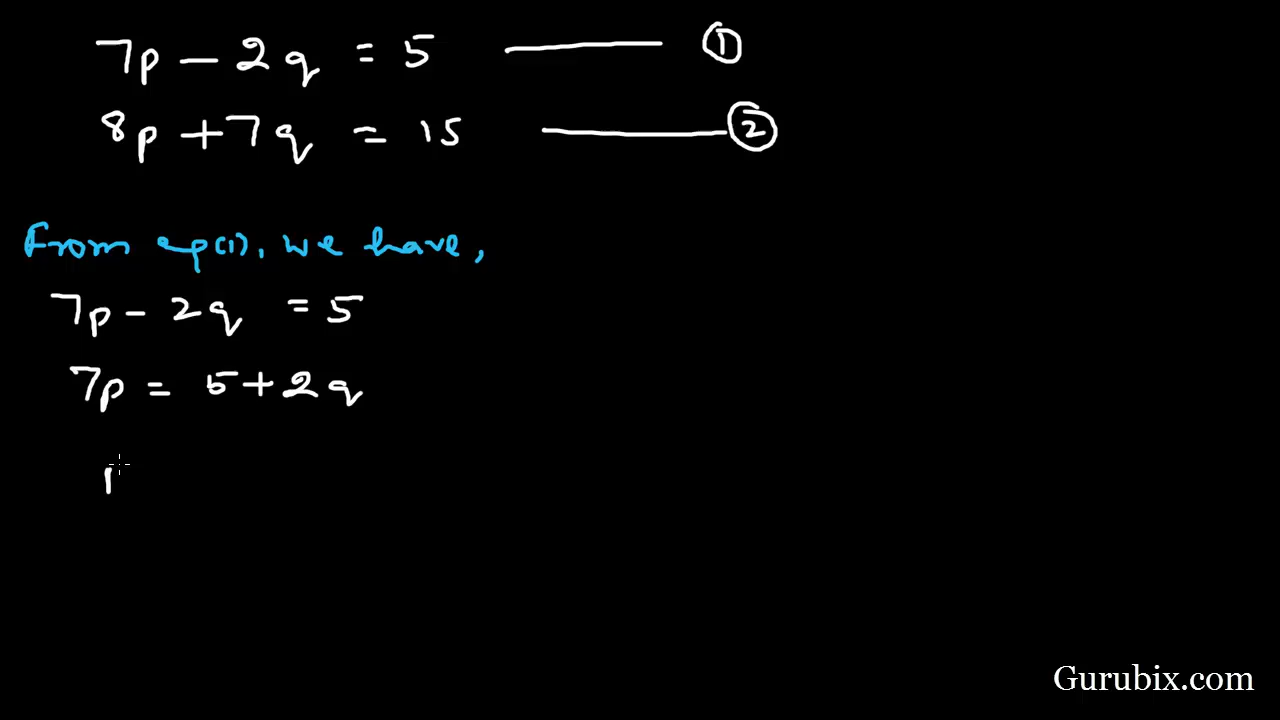 7p - 2q = 5 ——— ①
8p + 7q = 15 ——— ②
From eq(1), we have,
7p - 2q = 5
7p = 5 + 2q
Gurubix.com